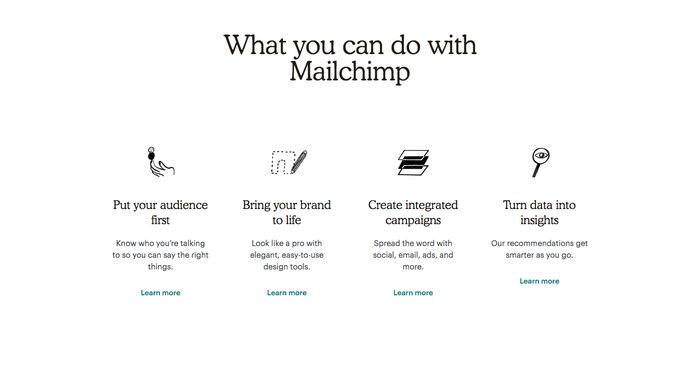 What you can do with
Mailchimp
Put your audience
first
Know who you're talking
to so you can say the right
things.
Learn more
Bring your brand
to life
Look like a pro with
elegant, easy-to-use
design tools.
Learn more
Create integrated
campaigns
Spread the word with
social, email, ads, and
more.
Learn more
Turn data into
insights
Our recommendations get
smarter as you go.
Learn more